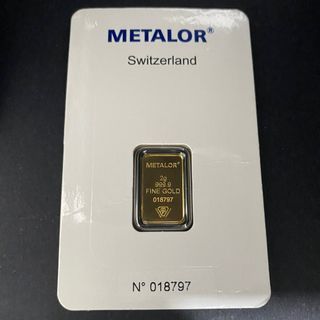 METALOR®
Switzerland
METALOR®
2g
999.9
FINE GOLD
018797
N° 018797